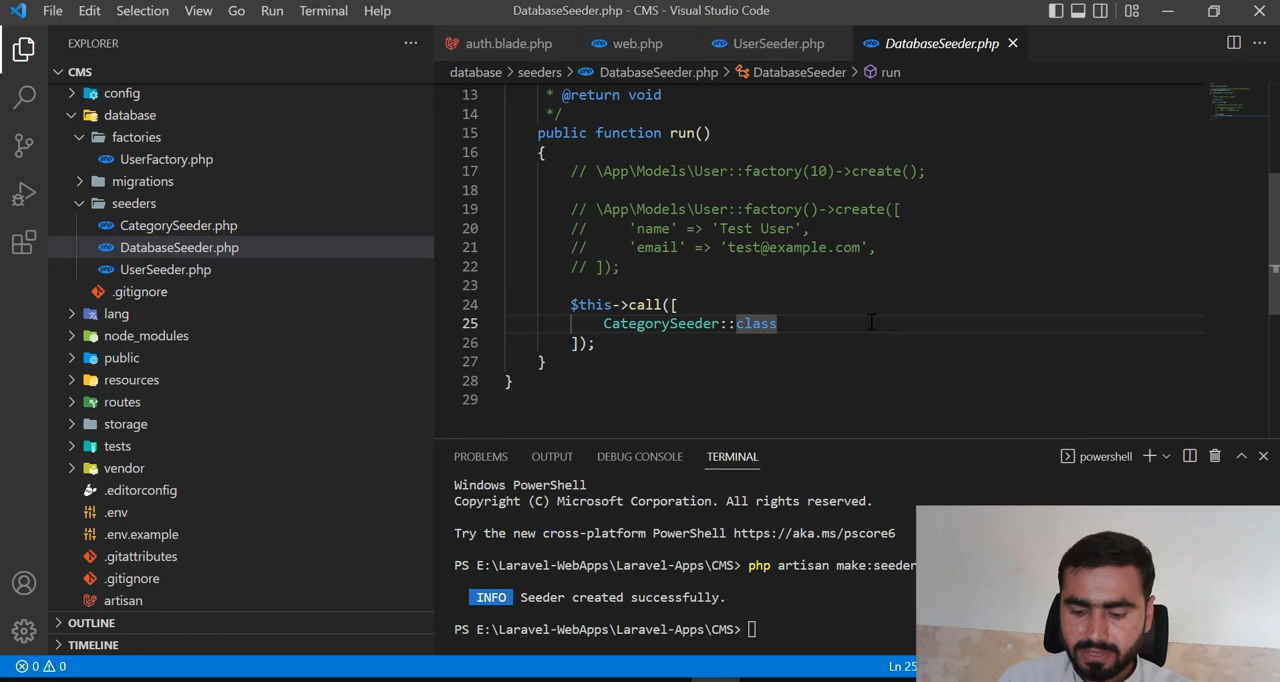 File Edit Selection View Go Run Terminal Help DatabaseSeeder.php - CMS - Visual Studio Code
EXPLORER
CMS
config
database
factories
UserFactory.php
migrations
seeders
CategorySeeder.php
DatabaseSeeder.php
UserSeeder.php
.gitignore
lang
node_modules
public
resources
routes
storage
tests
vendor
.editorconfig
.env
.env.example
.gitattributes
.gitignore
artisan
OUTLINE
TIMELINE
auth.blade.php web.php UserSeeder.php DatabaseSeeder.php
database > seeders > DatabaseSeeder.php > DatabaseSeeder > run
13 * @return void
14 */
15 public function run()
16 {
17 // \App\Models\User::factory(10)->create();
18
19 // \App\Models\User::factory()->create([
20 // 'name' => 'Test User',
21 // 'email' => 'test@example.com',
22 // ]);
23
24 $this->call([
25 CategorySeeder::class
26 ]);
27 }
28 }
29
PROBLEMS OUTPUT DEBUG CONSOLE TERMINAL powershell
Windows PowerShell
Copyright (C) Microsoft Corporation. All rights reserved.
Try the new cross-platform PowerShell https://aka.ms/pscore6
PS E:\Laravel-WebApps\Laravel-Apps\CMS> php artisan make:seeder
INFO Seeder created successfully.
PS E:\Laravel-WebApps\Laravel-Apps\CMS>
0 0 Ln 25